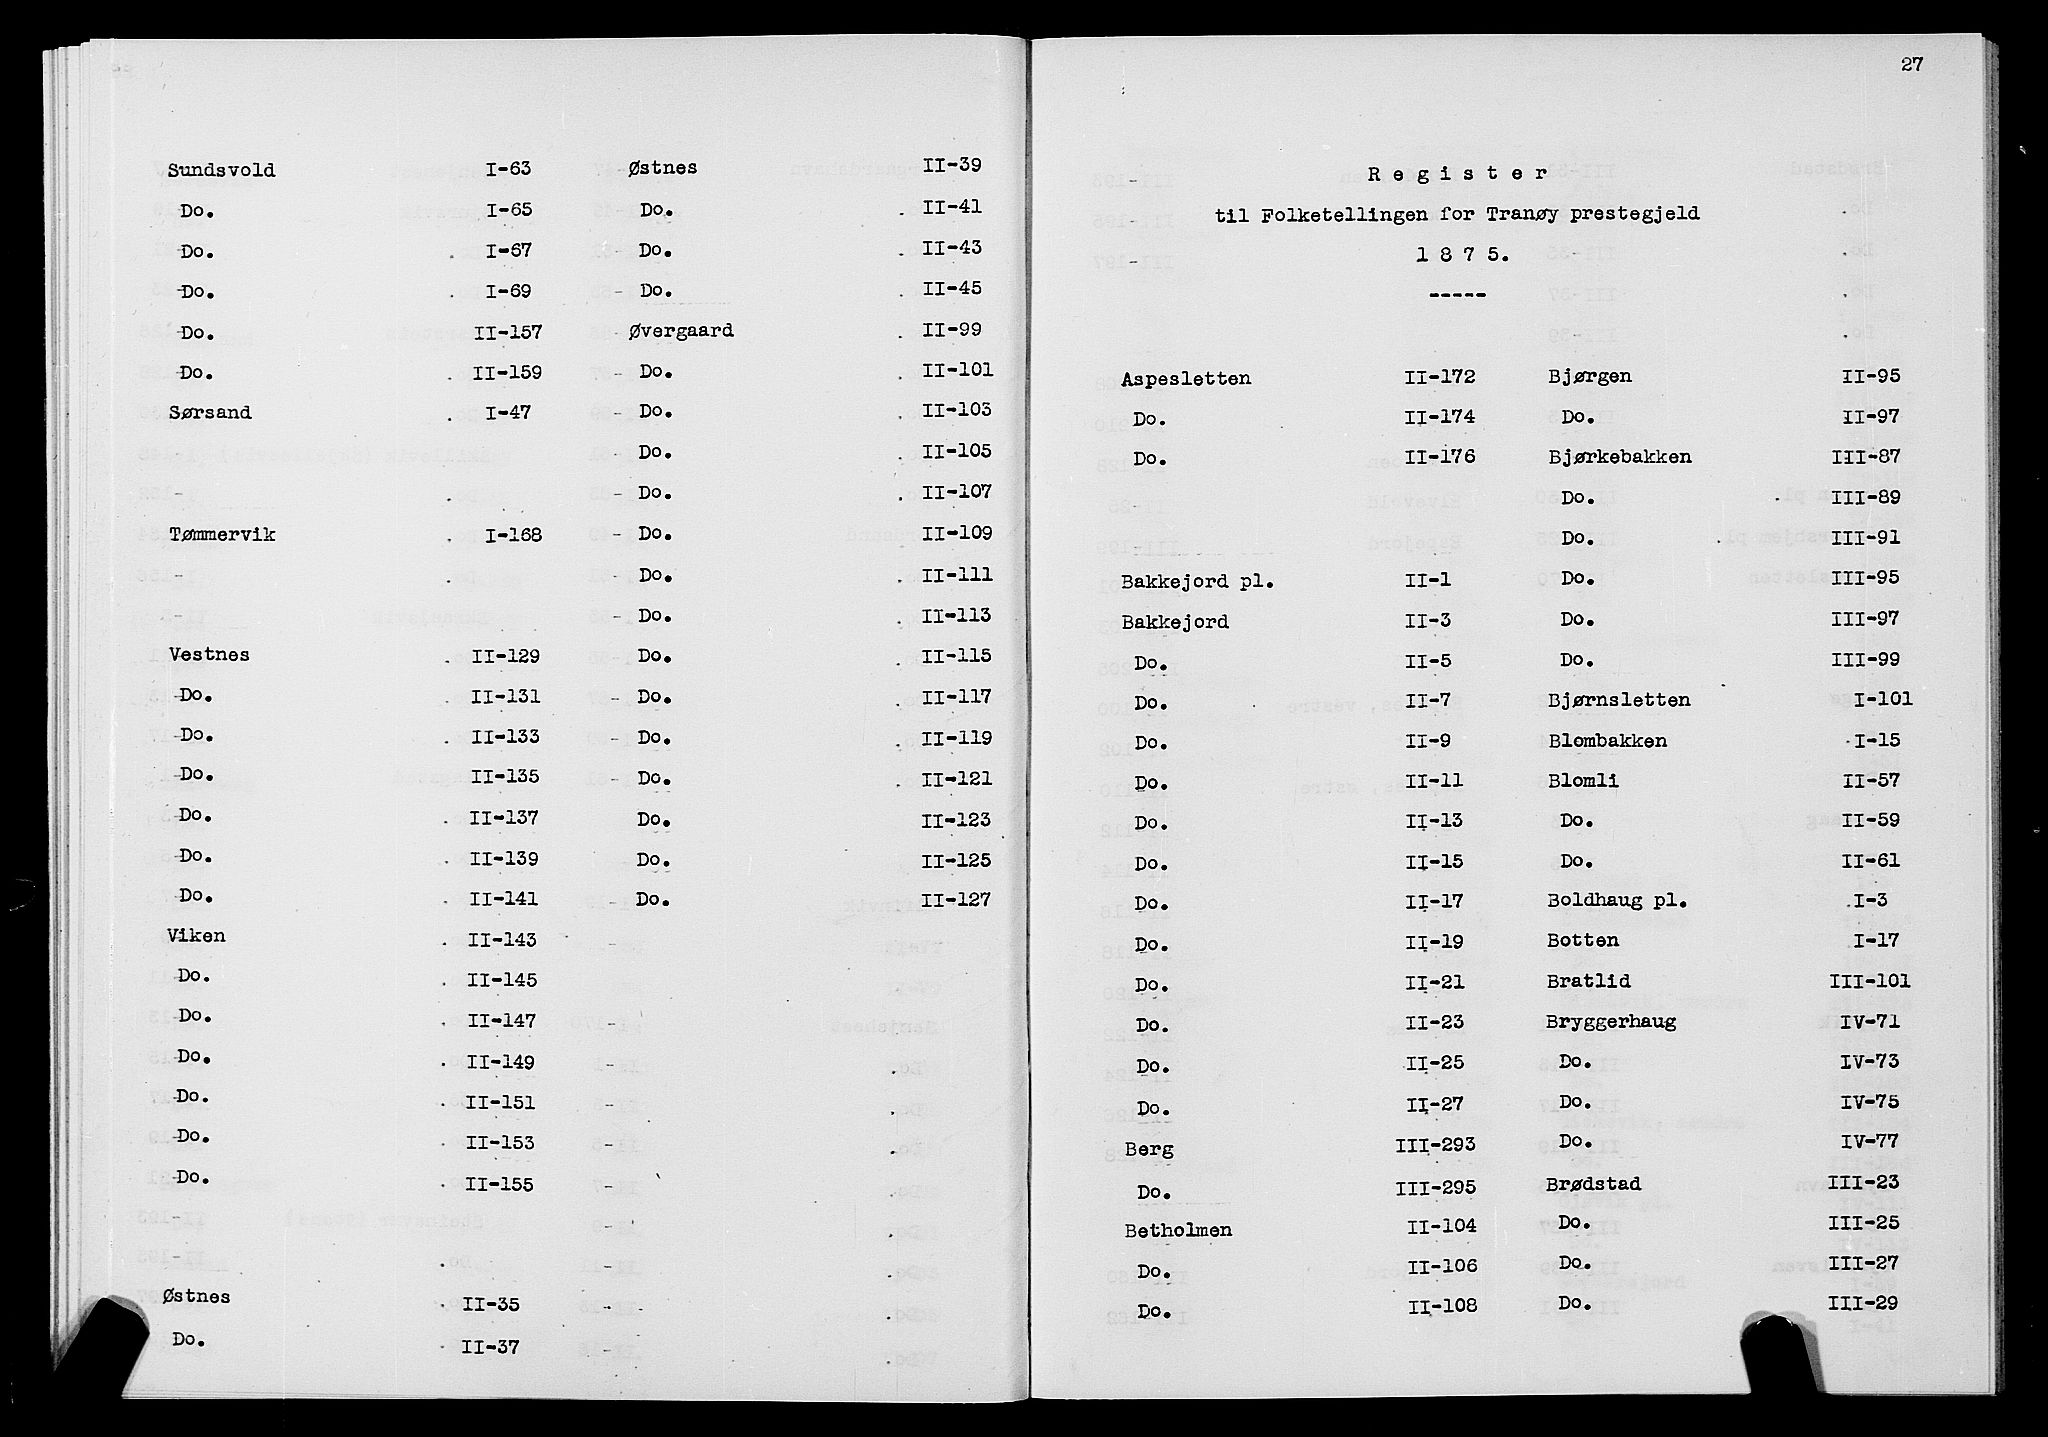 Sundsvold I-63
Do. I-65
Do. I-67
Do. I-69
Do. II-157
Do. II-159
Sørsand I-47
Tømmervik I-168
Vestnes II-129
Do. II-131
Do. II-133
Do. II-135
Do. II-137
Do. II-139
Do. II-141
Viken II-143
Do. II-145
Do. II-147
Do. II-149
Do. II-151
Do. II-153
Do. II-155
Østnes II-35
Do. II-37
Østnes II-39
Do. II-41
Do. II-43
Do. II-45
Øvergaard II-99
Do. II-101
Do. II-103
Do. II-105
Do. II-107
Do. II-109
Do. II-111
Do. II-113
Do. II-115
Do. II-117
Do. II-119
Do. II-121
Do. II-123
Do. II-125
Do. II-127
27
Register
til Folketellingen for Tranøy prestegjeld
1875.
-----
Aspesletten II-172
Do. II-174
Do. II-176
Bakkejord pl. II-1
Bakkejord II-3
Do. II-5
Do. II-7
Do. II-9
Do. II-11
Do. II-13
Do. II-15
Do. II-17
Do. II-19
Do. II-21
Do. II-23
Do. II-25
Do. II-27
Berg III-293
Do. III-295
Betholmen II-104
Do. II-106
Do. II-108
Bjørgen II-95
Do. II-97
Bjørkebakken III-87
Do. III-89
Do. III-91
Do. III-95
Do. III-97
Do. III-99
Bjørnsletten I-101
Blombakken I-15
Blomli II-57
Do. II-59
Do. II-61
Boldhaug pl. I-3
Botten I-17
Bratlid III-101
Bryggerhaug IV-71
Do. IV-73
Do. IV-75
Do. IV-77
Brødstad III-23
Do. III-25
Do. III-27
Do. III-29